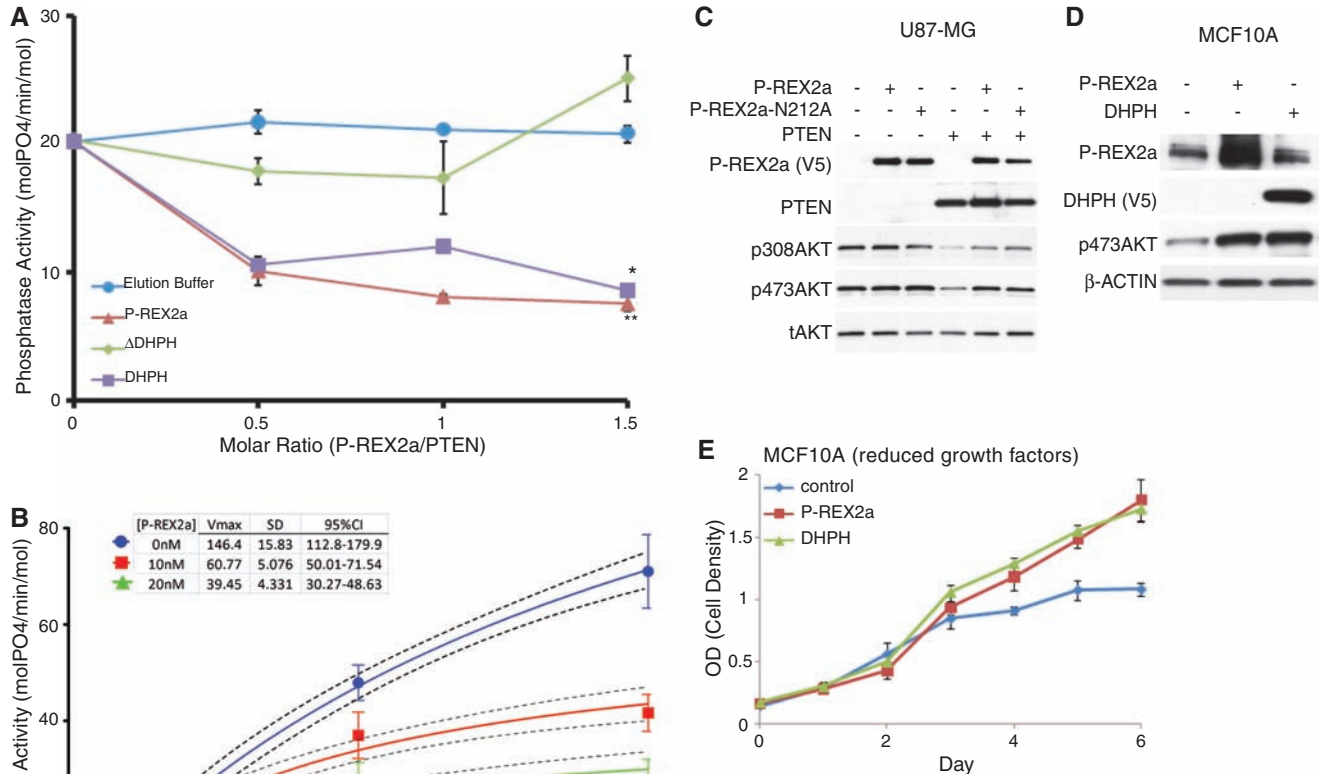 A
Phosphatase Activity (molPO4/min/mol)
30
20
10
0
0 0.5 1 1.5
Molar Ratio (P-REX2a/PTEN)
Elution Buffer
P-REX2a
ΔDHPH
DHPH
*
**
B
Activity (molPO4/min/mol)
80
60
40
[P-REX2a] Vmax SD 95%CI
0nM 146.4 15.83 112.8-179.9
10nM 60.77 5.076 50.01-71.54
20nM 39.45 4.331 30.27-48.63
C
U87-MG
P-REX2a - + - - + -
P-REX2a-N212A - - + - - +
PTEN - - - + + +
P-REX2a (V5)
PTEN
p308AKT
p473AKT
tAKT
D
MCF10A
P-REX2a - + -
DHPH - - +
P-REX2a
DHPH (V5)
p473AKT
β-ACTIN
E
MCF10A (reduced growth factors)
OD (Cell Density)
2
1.5
1
0.5
0
control
P-REX2a
DHPH
0 2 4 6
Day